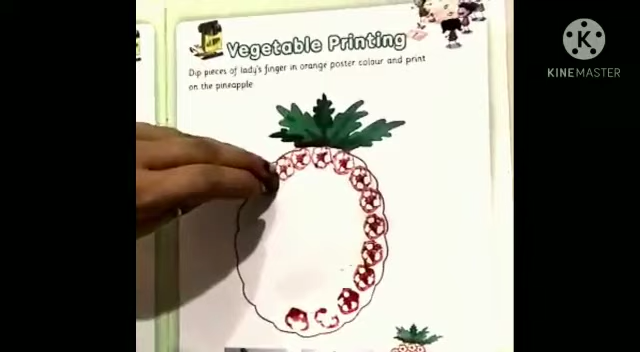 Vegetable Printing
Dip pieces of lady's finger in orange poster colour and print
on the pineapple
KINEMASTER